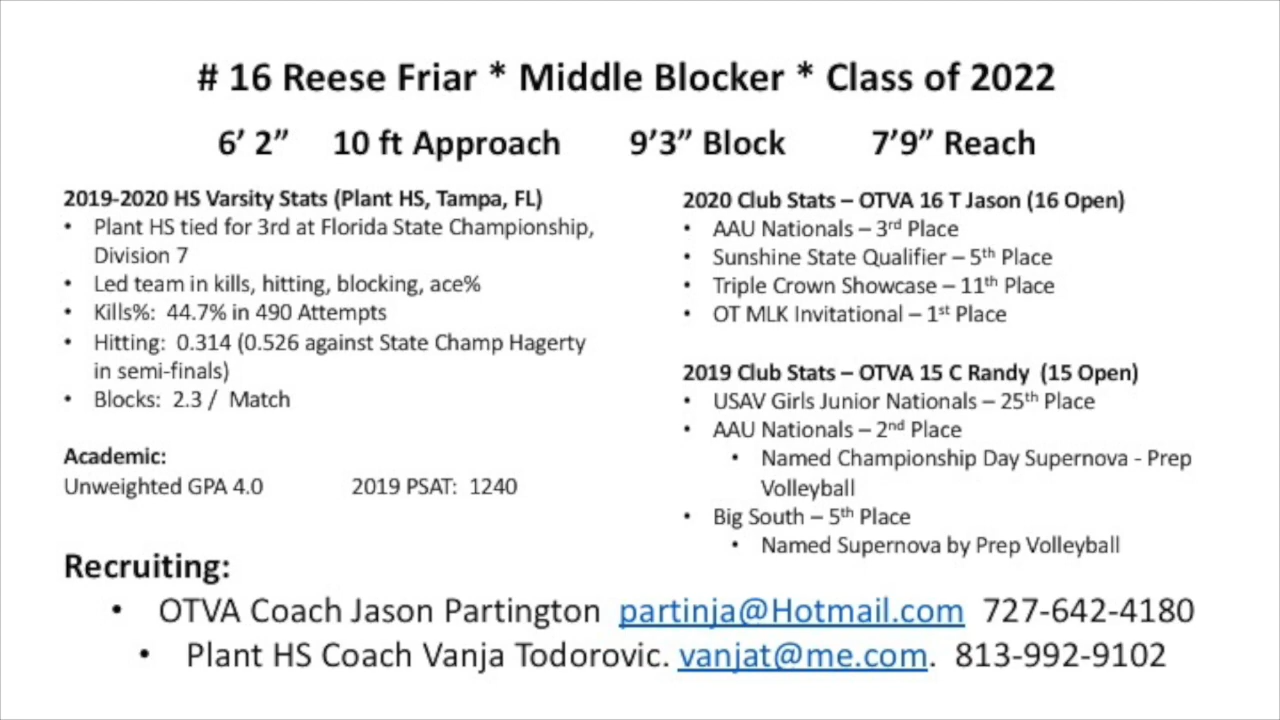 # 16 Reese Friar * Middle Blocker * Class of 2022
6’ 2” 10 ft Approach 9’3” Block 7’9” Reach
2019-2020 HS Varsity Stats (Plant HS, Tampa, FL)
• Plant HS tied for 3rd at Florida State Championship,
Division 7
• Led team in kills, hitting, blocking, ace%
• Kills%: 44.7% in 490 Attempts
• Hitting: 0.314 (0.526 against State Champ Hagerty
in semi-finals)
• Blocks: 2.3 / Match
Academic:
Unweighted GPA 4.0 2019 PSAT: 1240
2020 Club Stats – OTVA 16 T Jason (16 Open)
• AAU Nationals – 3rd Place
• Sunshine State Qualifier – 5th Place
• Triple Crown Showcase – 11th Place
• OT MLK Invitational – 1st Place
2019 Club Stats – OTVA 15 C Randy (15 Open)
• USAV Girls Junior Nationals – 25th Place
• AAU Nationals – 2nd Place
• Named Championship Day Supernova - Prep
Volleyball
• Big South – 5th Place
• Named Supernova by Prep Volleyball
Recruiting:
• OTVA Coach Jason Partington partinja@Hotmail.com 727-642-4180
• Plant HS Coach Vanja Todorovic. vanjat@me.com. 813-992-9102